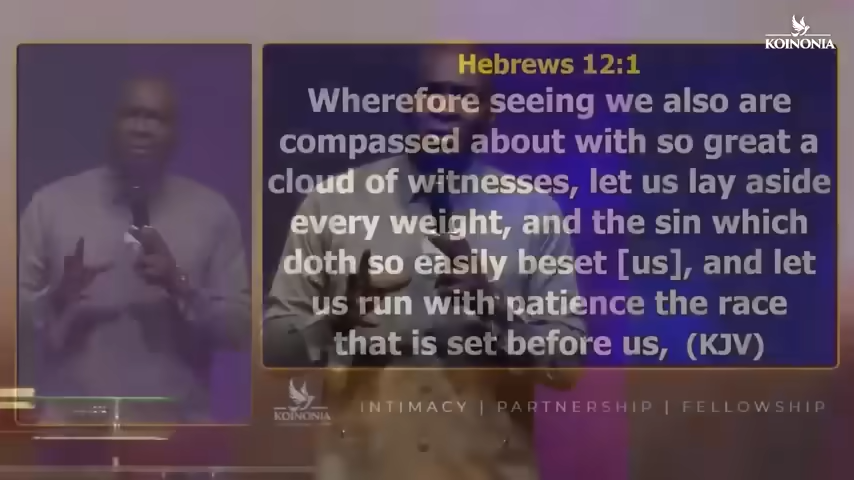 KOINONIA
Hebrews 12:1
Wherefore seeing we also are
compassed about with so great a
cloud of witnesses, let us lay aside
every weight, and the sin which
doth so easily beset [us], and let
us run with patience the race
that is set before us, (KJV)
KOINONIA
INTIMACY | PARTNERSHIP | FELLOWSHIP